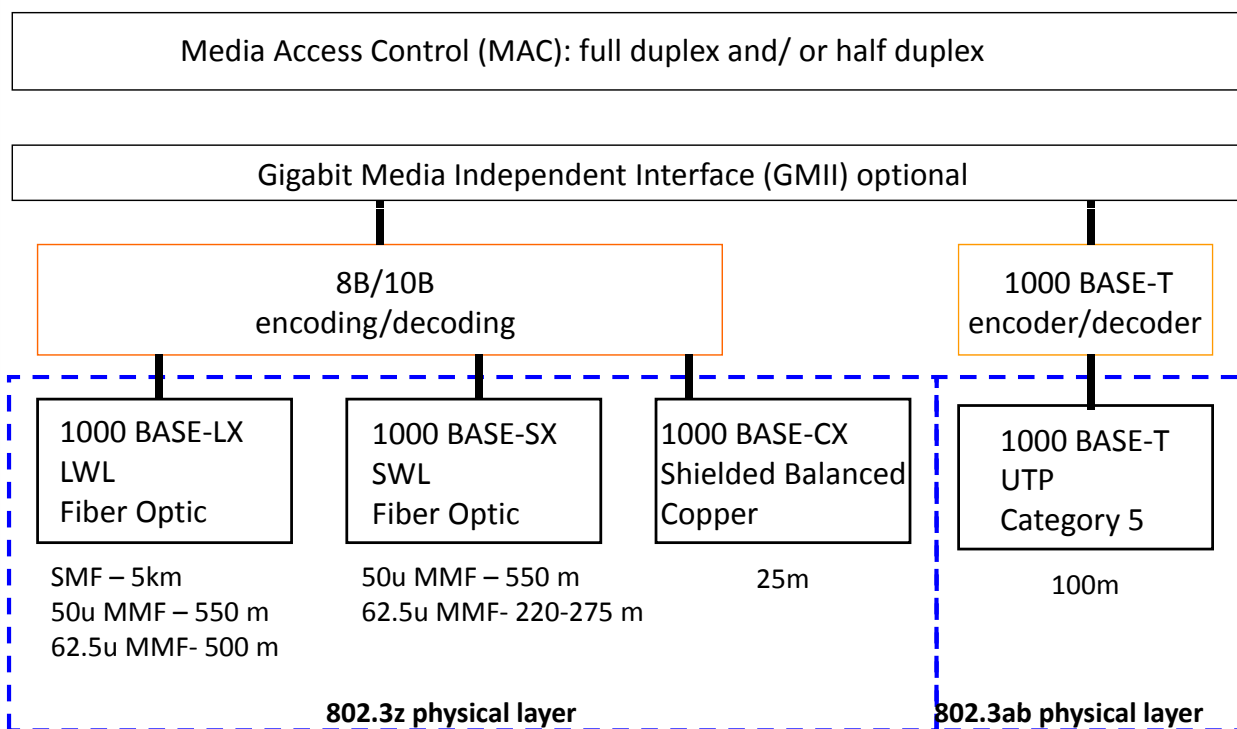 Media Access Control (MAC): full duplex and/ or half duplex
Gigabit Media Independent Interface (GMII) optional
8B/10B
encoding/decoding
1000 BASE-T
encoder/decoder
1000 BASE-LX
LWL
Fiber Optic
1000 BASE-SX
SWL
Fiber Optic
1000 BASE-CX
Shielded Balanced
Copper
1000 BASE-T
UTP
Category 5
SMF – 5km
50u MMF – 550 m
62.5u MMF- 500 m
50u MMF – 550 m
62.5u MMF- 220-275 m
25m
100m
802.3z physical layer
802.3ab physical layer